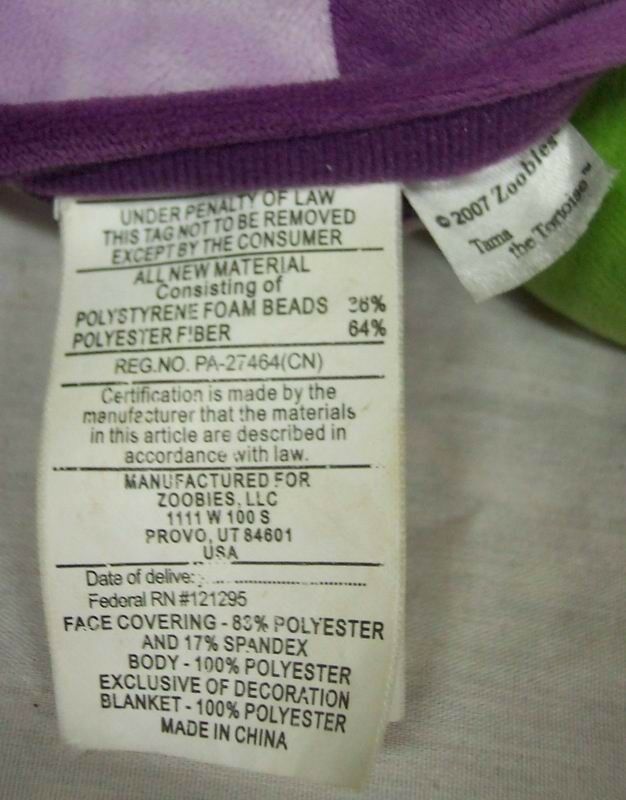 UNDER PENALTY OF LAW
THIS TAG NOT TO BE REMOVED
EXCEPT BY THE CONSUMER
ALL NEW MATERIAL
Consisting of
POLYSTYRENE FOAM BEADS 36%
POLYESTER FIBER 64%
REG.NO. PA-27464(CN)
Certification is made by the
manufacturer that the materials
in this article are described in
accordance with law.
MANUFACTURED FOR
ZOOBIES, LLC
1111 W 100 S
PROVO, UT 84601
USA
Date of delive:
Federal RN #121295
FACE COVERING - 83% POLYESTER
AND 17% SPANDEX
BODY - 100% POLYESTER
EXCLUSIVE OF DECORATION
BLANKET - 100% POLYESTER
MADE IN CHINA
© 2007 Zoobies
Tama
the Tortoise™